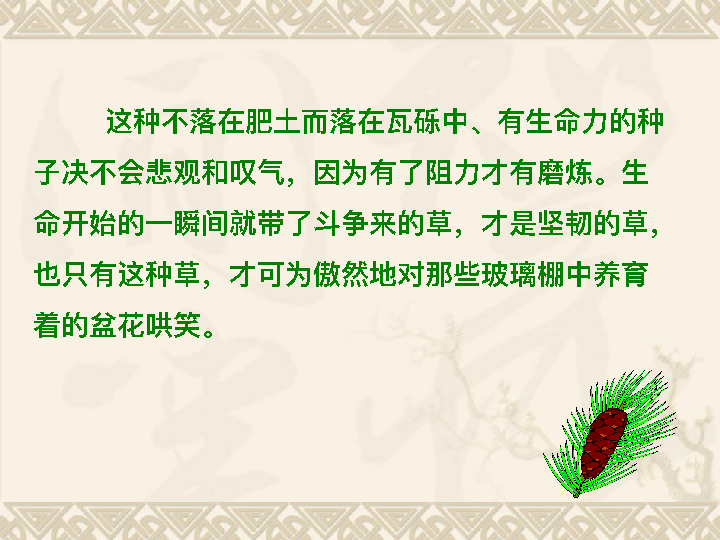 这种不落在肥土而落在瓦砾中、有生命力的种
子决不会悲观和叹气，因为有了阻力才有磨炼。生
命开始的一瞬间就带了斗争来的草，才是坚韧的草，
也只有这种草，才可为傲然地对那些玻璃棚中养育
着的盆花哄笑。